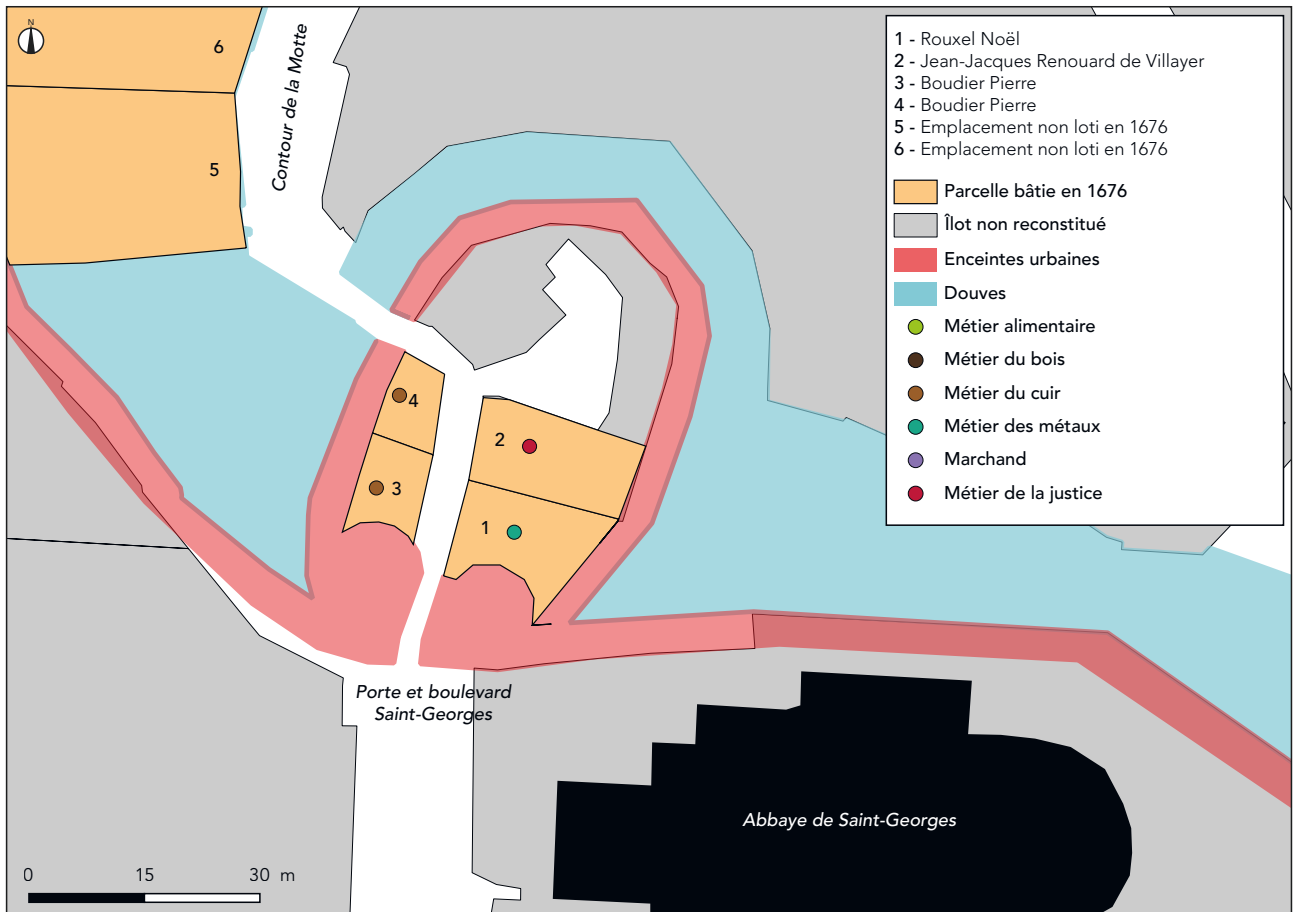 N
6
5
Contour de la Motte
4
3
2
1
Porte et boulevard
Saint-Georges
Abbaye de Saint-Georges
0 15 30 m
1 - Rouxel Noël
2 - Jean-Jacques Renouard de Villayer
3 - Boudier Pierre
4 - Boudier Pierre
5 - Emplacement non loti en 1676
6 - Emplacement non loti en 1676
Parcelle bâtie en 1676
Îlot non reconstitué
Enceintes urbaines
Douves
Métier alimentaire
Métier du bois
Métier du cuir
Métier des métaux
Marchand
Métier de la justice